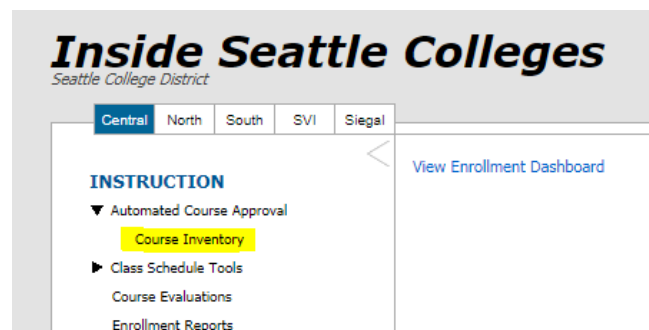 Inside Seattle Colleges
Seattle College District
Central North South SVI Siegal
View Enrollment Dashboard
INSTRUCTION
Automated Course Approval
Course Inventory
Class Schedule Tools
Course Evaluations
Enrollment Reports